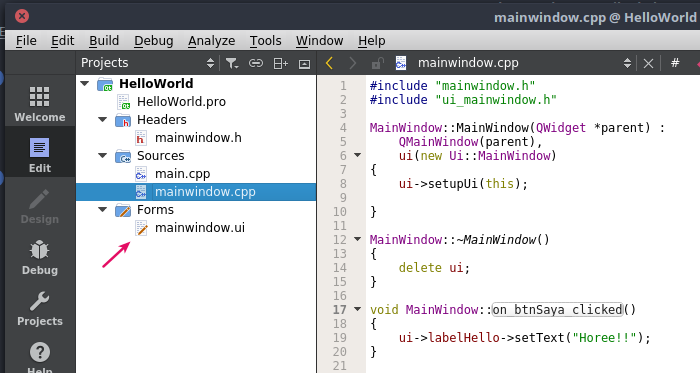 mainwindow.cpp @ HelloWorld
File Edit Build Debug Analyze Tools Window Help
Projects
mainwindow.cpp
#
Welcome
Edit
Design
Debug
Projects
Help
HelloWorld
HelloWorld.pro
Headers
mainwindow.h
Sources
main.cpp
mainwindow.cpp
Forms
mainwindow.ui
1 #include "mainwindow.h"
2 #include "ui_mainwindow.h"
3
4 MainWindow::MainWindow(QWidget *parent) :
5 QMainWindow(parent),
6 ui(new Ui::MainWindow)
7 {
8 ui->setupUi(this);
9
10 }
11
12 MainWindow::~MainWindow()
13 {
14 delete ui;
15 }
16
17 void MainWindow::on_btnSaya_clicked()
18 {
19 ui->labelHello->setText("Horee!!");
20 }
21